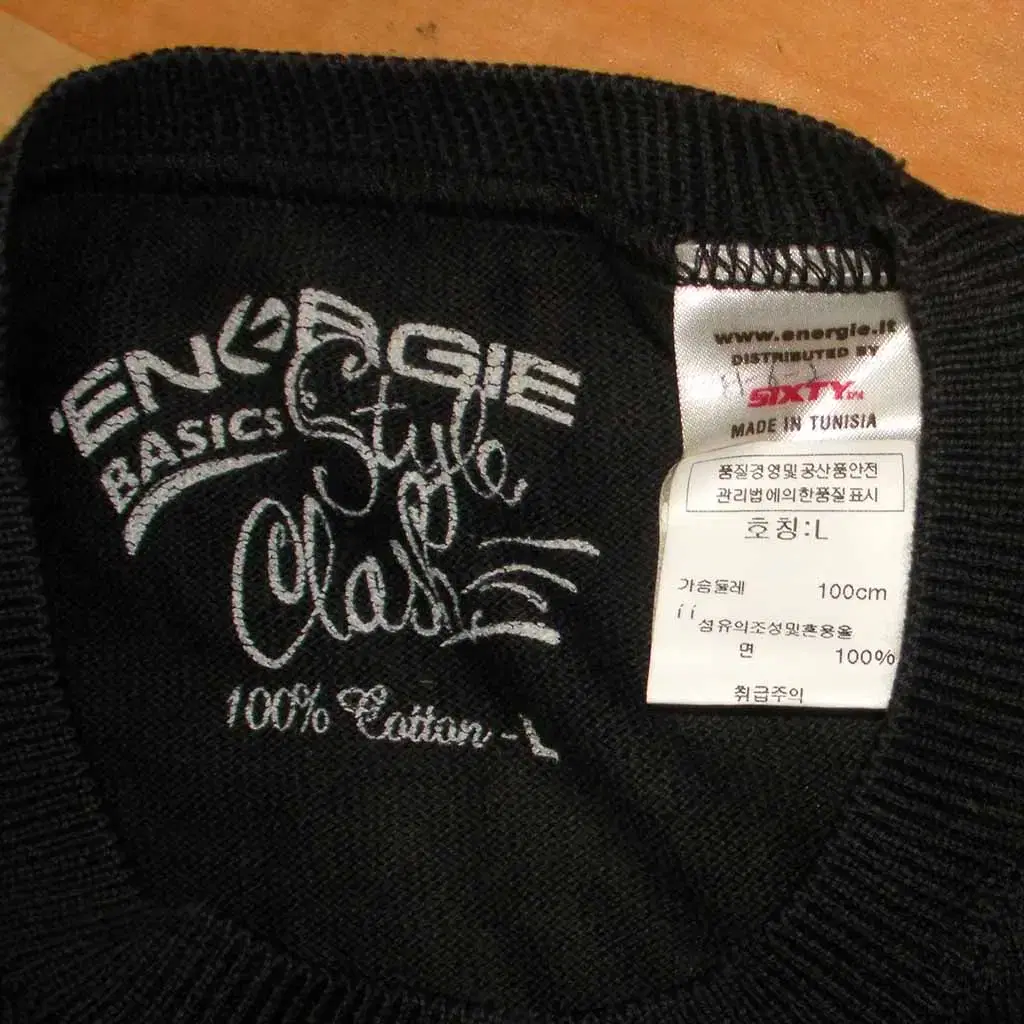 ENERGIE
BASICS
Style
Clash
100% Cotton - L
www.energie.it
DISTRIBUTED BY
SIXTY SPA
MADE IN TUNISIA
품질경영및공산품안전
관리법에의한품질표시
호칭:L
가슴둘레 100cm
섬유의조성및혼용율
면 100%
취급주의